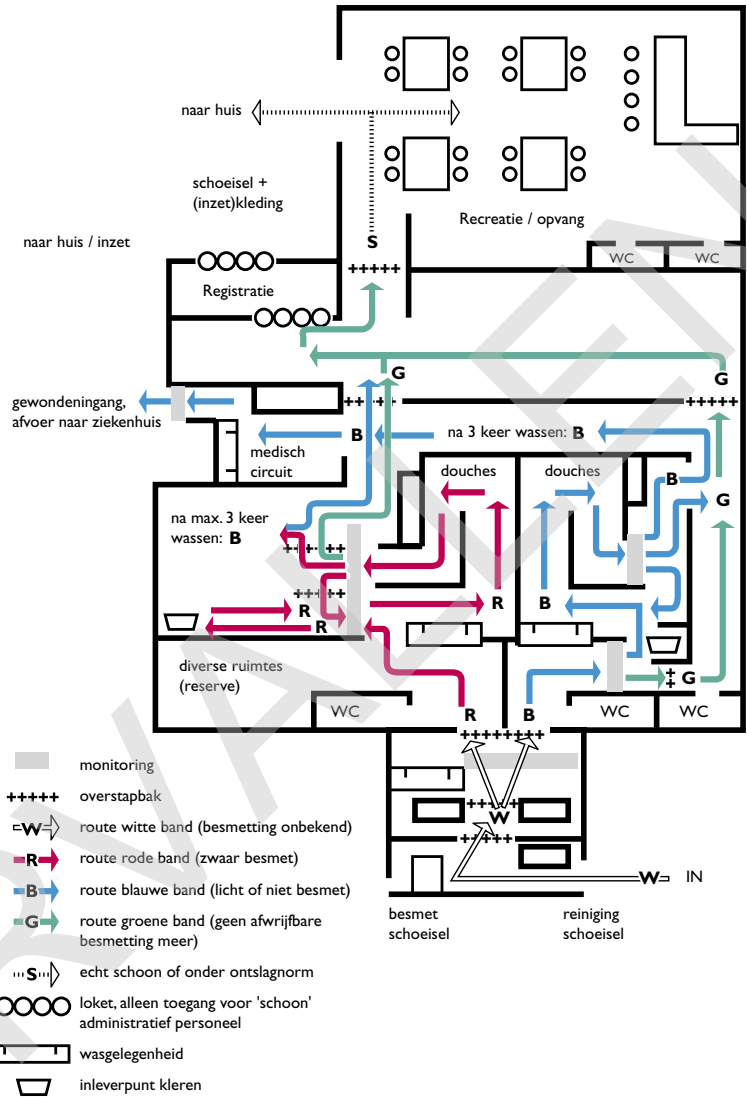 naar huis
schoeisel +
(inzet)kleding
Recreatie / opvang
naar huis / inzet
S
+++++
WC
WC
Registratie
G
G
gewondeningang,
afvoer naar ziekenhuis
B
na 3 keer wassen: B
medisch
circuit
douches
douches
B
G
na max. 3 keer
wassen: B
R
R
R
B
diverse ruimtes
(reserve)
G
WC
R
B
WC
WC
monitoring
+++++ overstapbak
W
W route witte band (besmetting onbekend)
R route rode band (zwaar besmet)
W IN
B route blauwe band (licht of niet besmet)
G route groene band (geen afwrijfbare
besmetting meer)
besmet
schoeisel
reiniging
schoeisel
S echt schoon of onder ontslagnorm
loket, alleen toegang voor 'schoon'
administratief personeel
wasgelegenheid
inleverpunt kleren
RVALLEN